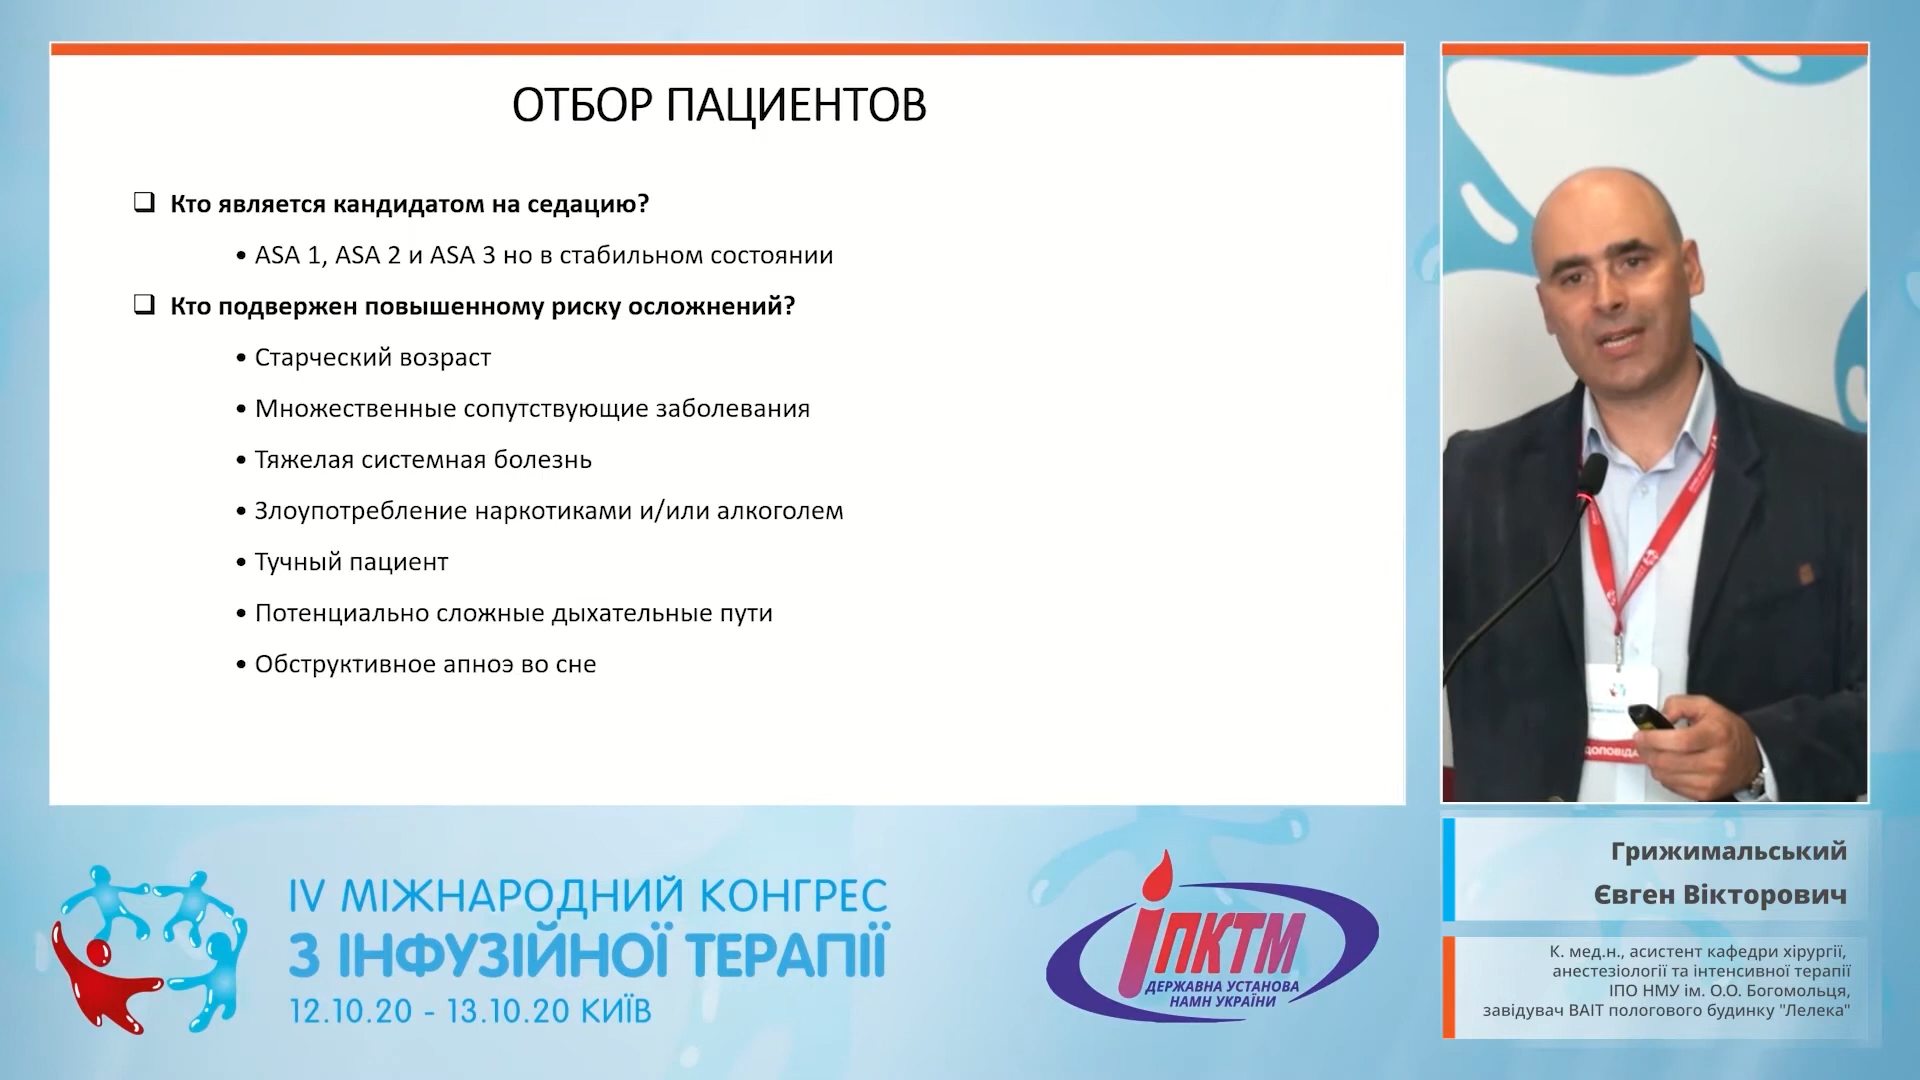 ОТБОР ПАЦИЕНТОВ
❑ Кто является кандидатом на седацию?
• ASA 1, ASA 2 и ASA 3 но в стабильном состоянии
❑ Кто подвержен повышенному риску осложнений?
• Старческий возраст
• Множественные сопутствующие заболевания
• Тяжелая системная болезнь
• Злоупотребление наркотиками и/или алкоголем
• Тучный пациент
• Потенциально сложные дыхательные пути
• Обструктивное апноэ во сне
ДОПОВІДА
Грижимальський
Євген Вікторович
К. мед.н., асистент кафедри хірургії,
анестезіології та інтенсивної терапії
ІПО НМУ ім. О.О. Богомольця,
завідувач ВАІТ пологового будинку "Лелека"
IV МІЖНАРОДНИЙ КОНГРЕС
З ІНФУЗІЙНОЇ ТЕРАПІЇ
12.10.20 - 13.10.20 КИЇВ
ІПКТМ
ДЕРЖАВНА УСТАНОВА
НАМН УКРАЇНИ